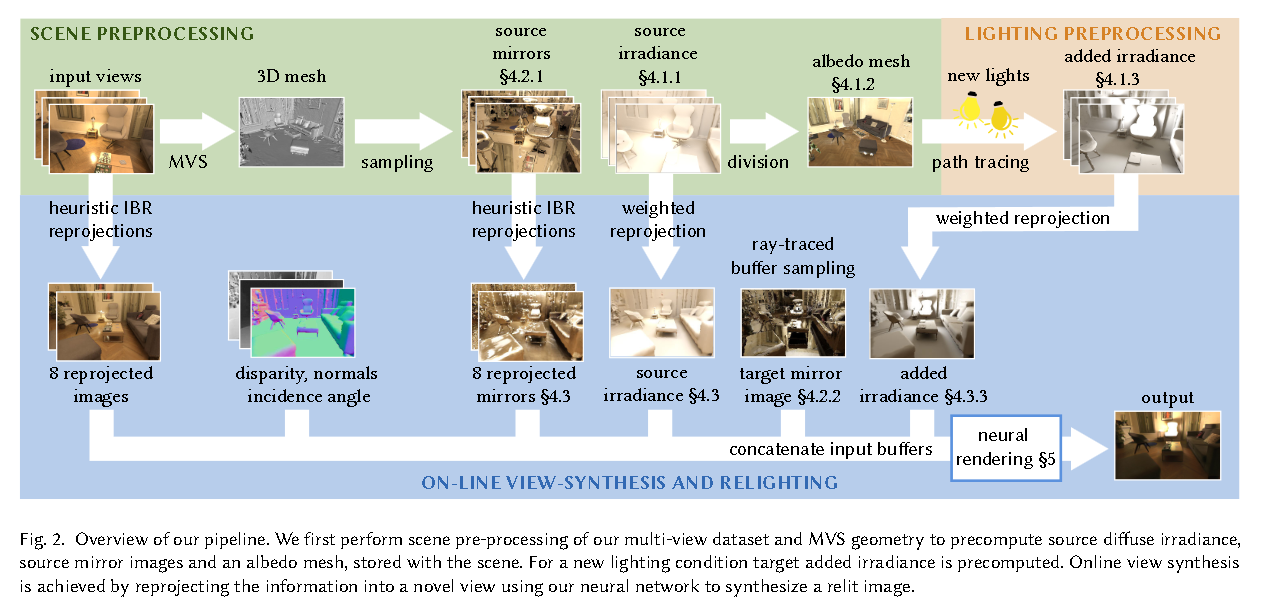 SCENE PREPROCESSING
LIGHTING PREPROCESSING
input views
3D mesh
source
mirrors
§4.2.1
source
irradiance
§4.1.1
albedo mesh
§4.1.2
new lights
added irradiance
§4.1.3
MVS
sampling
division
path tracing
heuristic IBR
reprojections
heuristic IBR
reprojections
weighted
reprojection
weighted reprojection
ray-traced
buffer sampling
8 reprojected
images
disparity, normals
incidence angle
8 reprojected
mirrors §4.3
source
irradiance §4.3
target mirror
image §4.2.2
added
irradiance §4.3.3
output
concatenate input buffers
neural
rendering §5
ON-LINE VIEW-SYNTHESIS AND RELIGHTING
Fig. 2. Overview of our pipeline. We first perform scene pre-processing of our multi-view dataset and MVS geometry to precompute source diffuse irradiance,
source mirror images and an albedo mesh, stored with the scene. For a new lighting condition target added irradiance is precomputed. Online view synthesis
is achieved by reprojecting the information into a novel view using our neural network to synthesize a relit image.